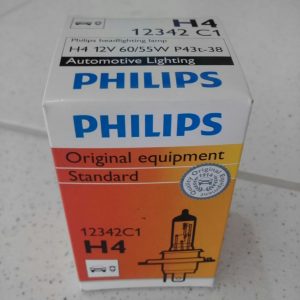 H4
12342 C1
Philips headlighting lamp
H4 12V 60/55W P43t-38
Automotive Lighting
PHILIPS
PHILIPS
Original equipment
Standard
12342C1
H4